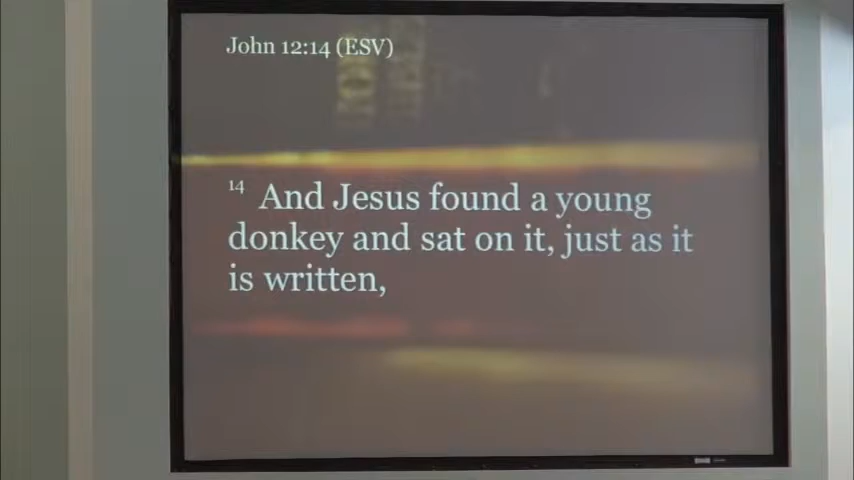 John 12:14 (ESV)
14 And Jesus found a young
donkey and sat on it, just as it
is written,